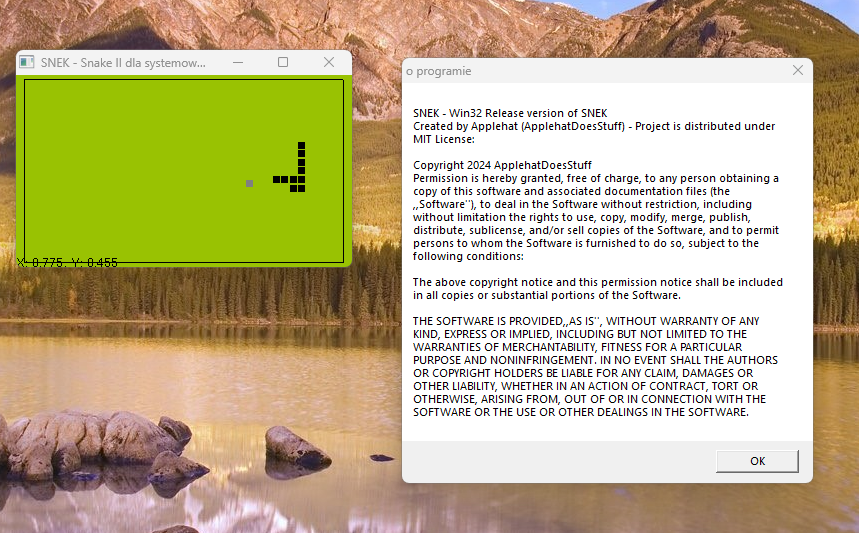 SNEK - Snake II dla systemow...
X: 0.775, Y: 0.455
o programie
SNEK - Win32 Release version of SNEK
Created by Applehat (ApplehatDoesStuff) - Project is distributed under
MIT License:
Copyright 2024 ApplehatDoesStuff
Permission is hereby granted, free of charge, to any person obtaining a
copy of this software and associated documentation files (the
,,Software''), to deal in the Software without restriction, including
without limitation the rights to use, copy, modify, merge, publish,
distribute, sublicense, and/or sell copies of the Software, and to permit
persons to whom the Software is furnished to do so, subject to the
following conditions:
The above copyright notice and this permission notice shall be included
in all copies or substantial portions of the Software.
THE SOFTWARE IS PROVIDED,,AS IS'', WITHOUT WARRANTY OF ANY
KIND, EXPRESS OR IMPLIED, INCLUDING BUT NOT LIMITED TO THE
WARRANTIES OF MERCHANTABILITY, FITNESS FOR A PARTICULAR
PURPOSE AND NONINFRINGEMENT. IN NO EVENT SHALL THE AUTHORS
OR COPYRIGHT HOLDERS BE LIABLE FOR ANY CLAIM, DAMAGES OR
OTHER LIABILITY, WHETHER IN AN ACTION OF CONTRACT, TORT OR
OTHERWISE, ARISING FROM, OUT OF OR IN CONNECTION WITH THE
SOFTWARE OR THE USE OR OTHER DEALINGS IN THE SOFTWARE.
OK